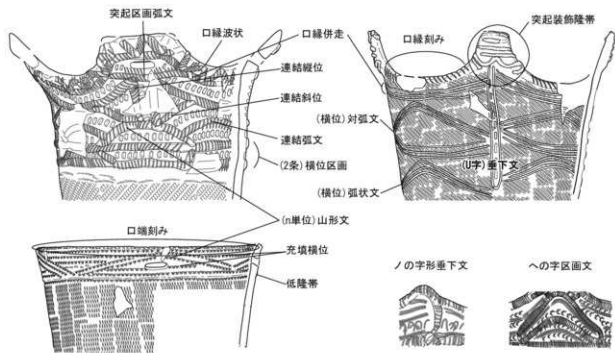 突起区画弧文
口縁波状
口縁併走
口縁刻み
突起装飾隆帯
連結縦位
連結斜位
(横位)対弧文
連結弧文
(U字)垂下文
(2条)横位区画
(横位)弧状文
(n単位)山形文
口端刻み
充填横位
低隆帯
ノの字形垂下文
への字区画文